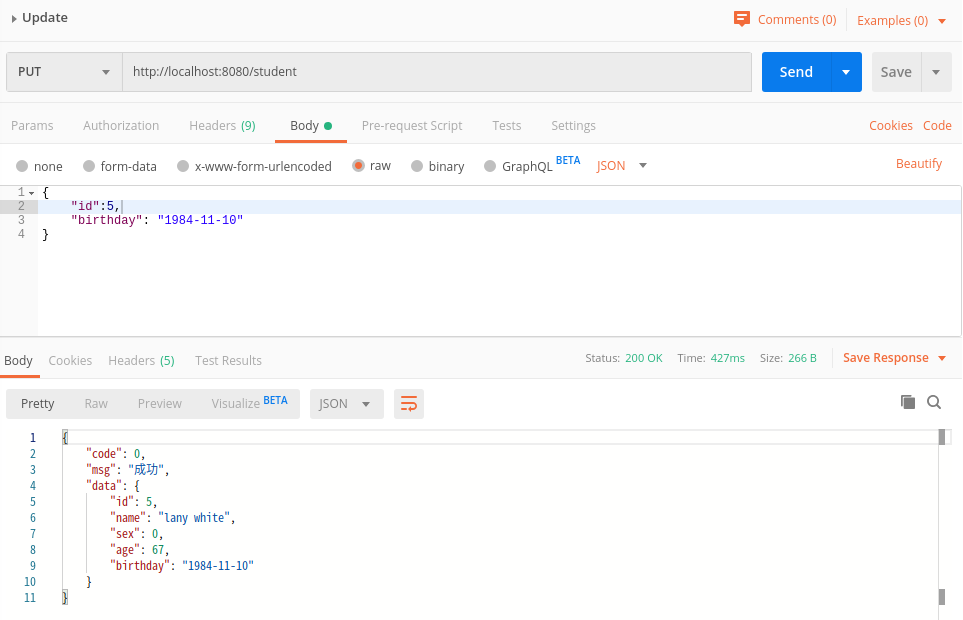 Update
Comments (0) Examples (0)
PUT http://localhost:8080/student Send Save
Params Authorization Headers (9) Body Pre-request Script Tests Settings Cookies Code
none form-data x-www-form-urlencoded raw binary GraphQL BETA JSON Beautify
1 {
2 "id":5,
3 "birthday": "1984-11-10"
4 }
Body Cookies Headers (5) Test Results Status: 200 OK Time: 427ms Size: 266 B Save Response
Pretty Raw Preview Visualize BETA JSON
1 {
2 "code": 0,
3 "msg": "成功",
4 "data": {
5 "id": 5,
6 "name": "lany white",
7 "sex": 0,
8 "age": 67,
9 "birthday": "1984-11-10"
10 }
11 }